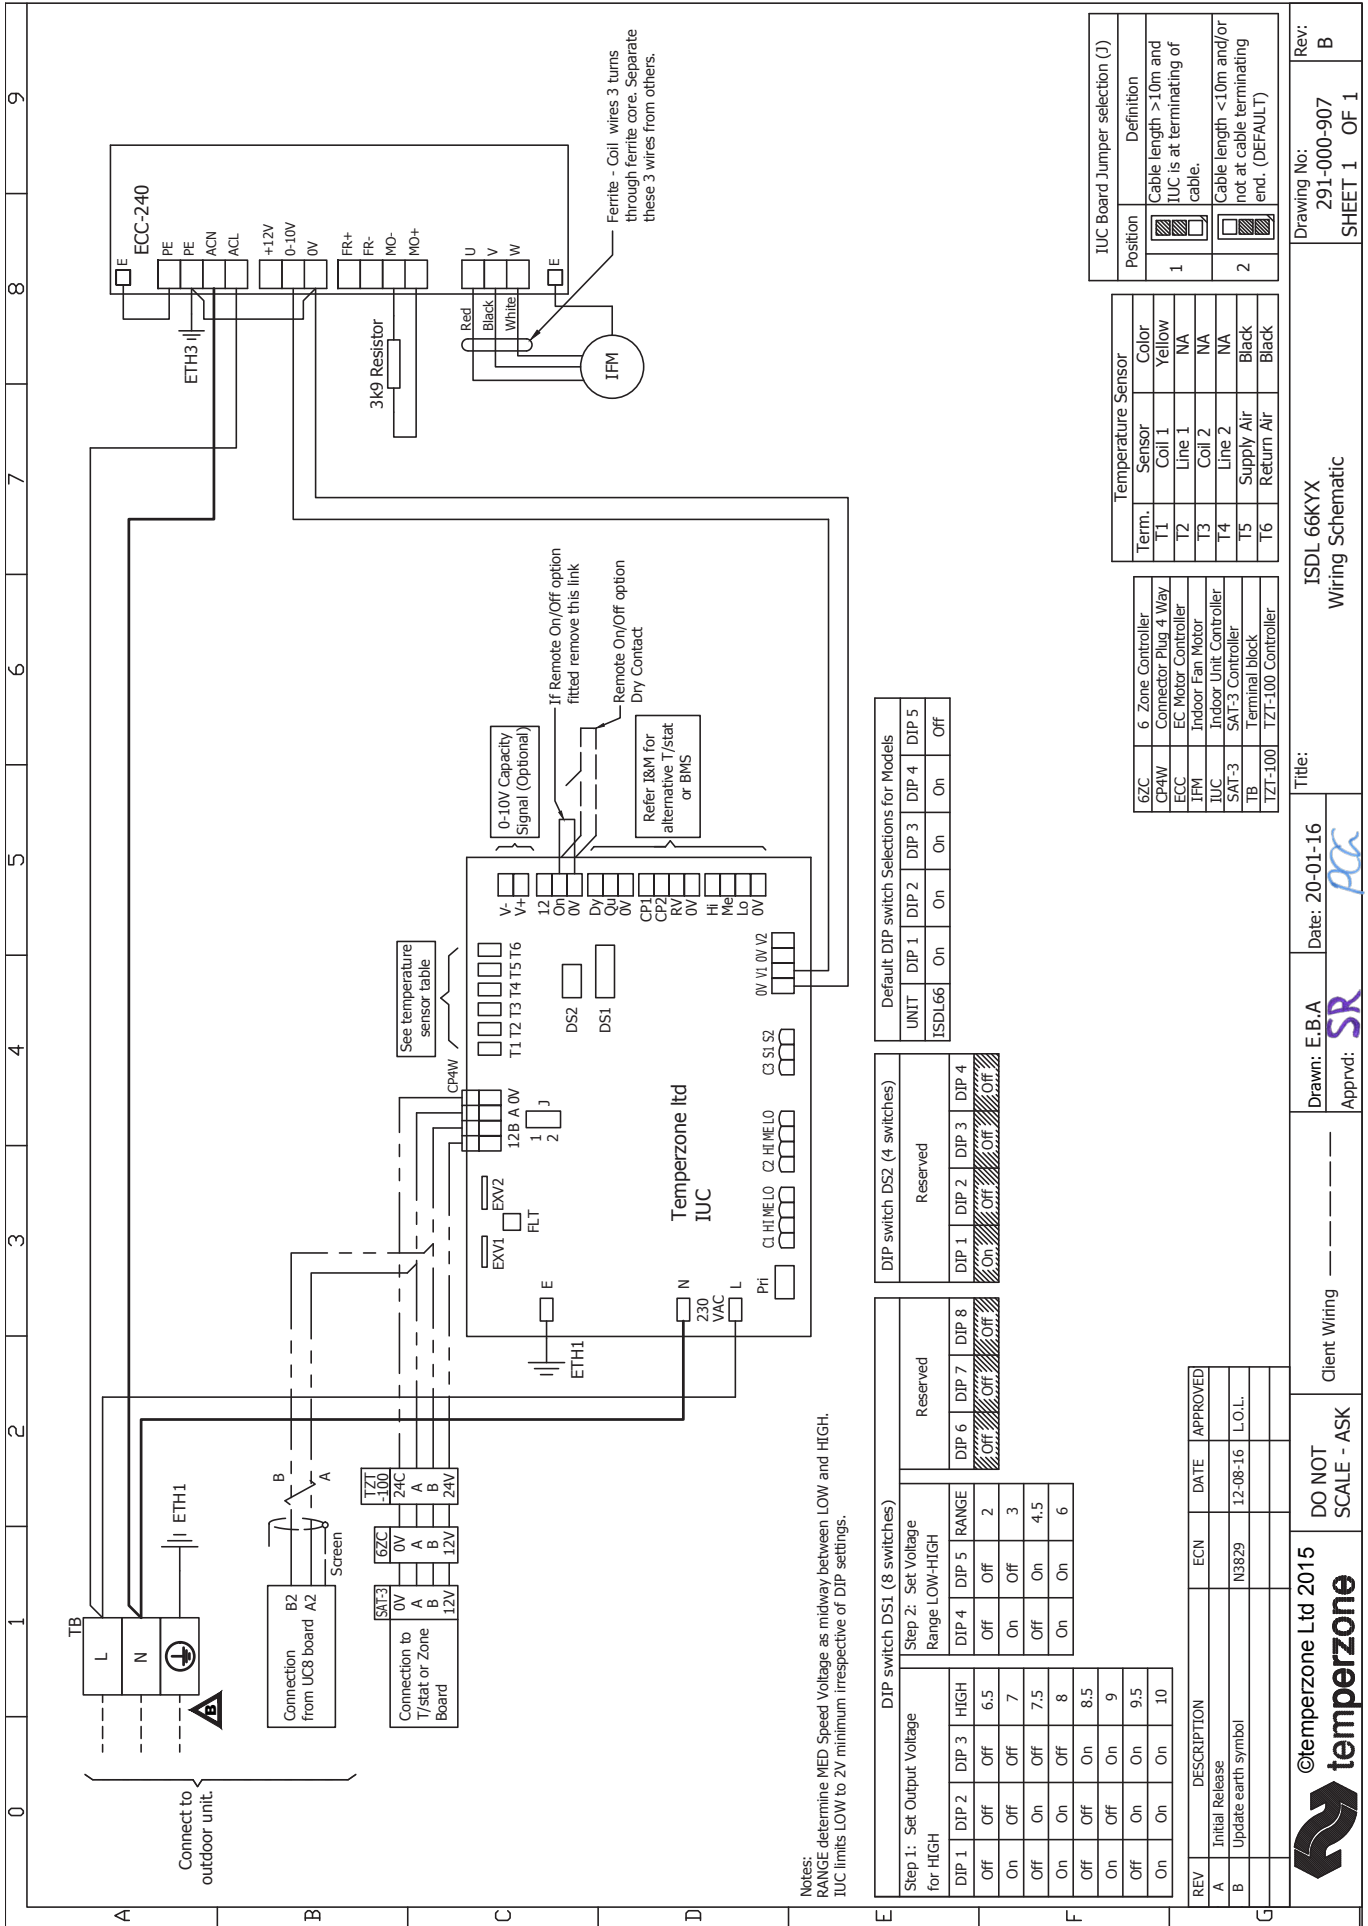 0 1 2 3 4 5 6 7 8 9
A
B
C
D
E
F
G
Connect to
outdoor unit.
TB
L
N
B
ETH1
Connection
from UC8 board
B2
A2
Screen
B
A
Connection to
T/stat or Zone
Board
SAT-3
0V
A
B
12V
6ZC
0V
A
B
12V
TZT
-100
24C
A
B
24V
ETH1
E
N
230
VAC
L
Pri
EXV1
EXV2
FLT
Temperzone ltd
IUC
C1 HI ME LO
C2 HI ME LO
C3 S1 S2
0V V1 0V V2
CP4W
12B A 0V
1
2
J
See temperature
sensor table
T1 T2 T3 T4 T5 T6
DS2
DS1
V-
V+
12
On
0V
Dy
Qu
0V
CP1
CP2
RV
0V
Hi
Me
Lo
0V
0-10V Capacity
Signal (Optional)
If Remote On/Off option
fitted remove this link
Remote On/Off option
Dry Contact
Refer I&M for
alternative T/stat
or BMS
ECC-240
E
PE
PE
ACN
ACL
+12V
0-10V
0V
FR+
FR-
MO-
MO+
U
V
W
E
ETH3
3k9 Resistor
Red
Black
White
IFM
Ferrite - Coil wires 3 turns
through ferrite core. Separate
these 3 wires from others.
Notes:
RANGE determine MED Speed Voltage as midway between LOW and HIGH.
IUC limits LOW to 2V minimum irrespective of DIP settings.
DIP switch DS1 (8 switches)
Step 1: Set Output Voltage
for HIGH
DIP 1 DIP 2 DIP 3 HIGH
Off Off Off 6.5
On Off Off 7
Off On Off 7.5
On On Off 8
Off Off On 8.5
On Off On 9
Off On On 9.5
On On On 10
Step 2: Set Voltage
Range LOW-HIGH
DIP 4 DIP 5 RANGE
Off Off 2
On Off 3
Off On 4.5
On On 6
Reserved
DIP 6 DIP 7 DIP 8
Off Off Off
DIP switch DS2 (4 switches)
Reserved
DIP 1 DIP 2 DIP 3 DIP 4
On Off Off Off
Default DIP switch Selections for Models
UNIT DIP 1 DIP 2 DIP 3 DIP 4 DIP 5
ISDL66 On On On On Off
6ZC 6 Zone Controller
CP4W Connector Plug 4 Way
ECC EC Motor Controller
IFM Indoor Fan Motor
IUC Indoor Unit Controller
SAT-3 SAT-3 Controller
TB Terminal block
TZT-100 TZT-100 Controller
Temperature Sensor
Term. Sensor Color
T1 Coil 1 Yellow
T2 Line 1 NA
T3 Coil 2 NA
T4 Line 2 NA
T5 Supply Air Black
T6 Return Air Black
IUC Board Jumper selection (J)
Position Definition
1 Cable length >10m and
IUC is at terminating of
cable.
2 Cable length <10m and/or
not at cable terminating
end. (DEFAULT)
REV DESCRIPTION ECN DATE APPROVED
A Initial Release
B Update earth symbol N3829 12-08-16 L.O.L.
©temperzone Ltd 2015
temperzone
DO NOT
SCALE - ASK
Client Wiring
Drawn: E.B.A
Date: 20-01-16
Apprvd: SR
Title:
ISDL 66KYX
Wiring Schematic
Drawing No:
291-000-907
SHEET 1 OF 1
Rev:
B